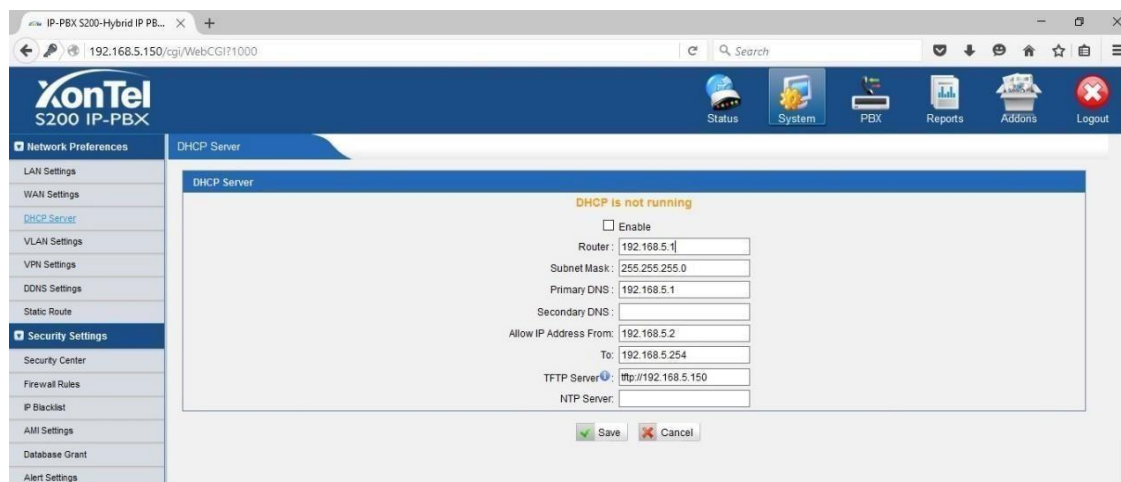 IP-PBX S200-Hybrid IP PB...
192.168.5.150/cgi/WebCGI?1000
Search
XonTel
S200 IP-PBX
Status
System
PBX
Reports
Addons
Logout
Network Preferences
LAN Settings
WAN Settings
DHCP Server
VLAN Settings
VPN Settings
DDNS Settings
Static Route
Security Settings
Security Center
Firewall Rules
IP Blacklist
AMI Settings
Database Grant
Alert Settings
DHCP Server
DHCP Server
DHCP is not running
Enable
Router : 192.168.5.1
Subnet Mask : 255.255.255.0
Primary DNS : 192.168.5.1
Secondary DNS :
Allow IP Address From: 192.168.5.2
To: 192.168.5.254
TFTP Server : tftp://192.168.5.150
NTP Server:
Save
Cancel